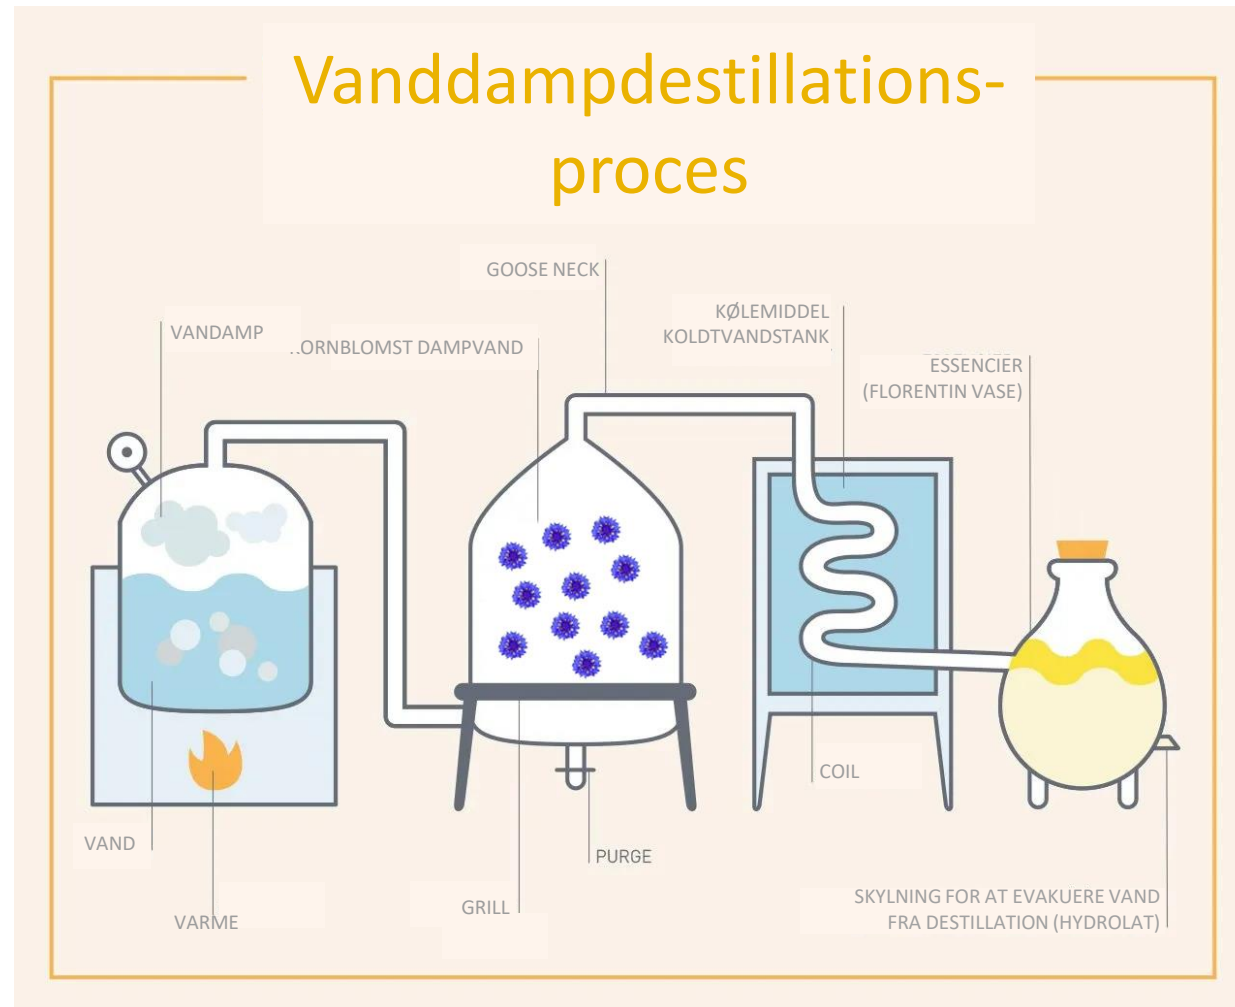 Vanddampdestillations-
proces
GOOSE NECK
KØLEMIDDEL
KOLDTVANDSTANK
VANDAMP
DAMPVAND
ESSENCIER
(FLORENTIN VASE)
COIL
VAND
PURGE
GRILL
VARME
SKYLNING FOR AT EVAKUERE VAND
FRA DESTILLATION (HYDROLAT)